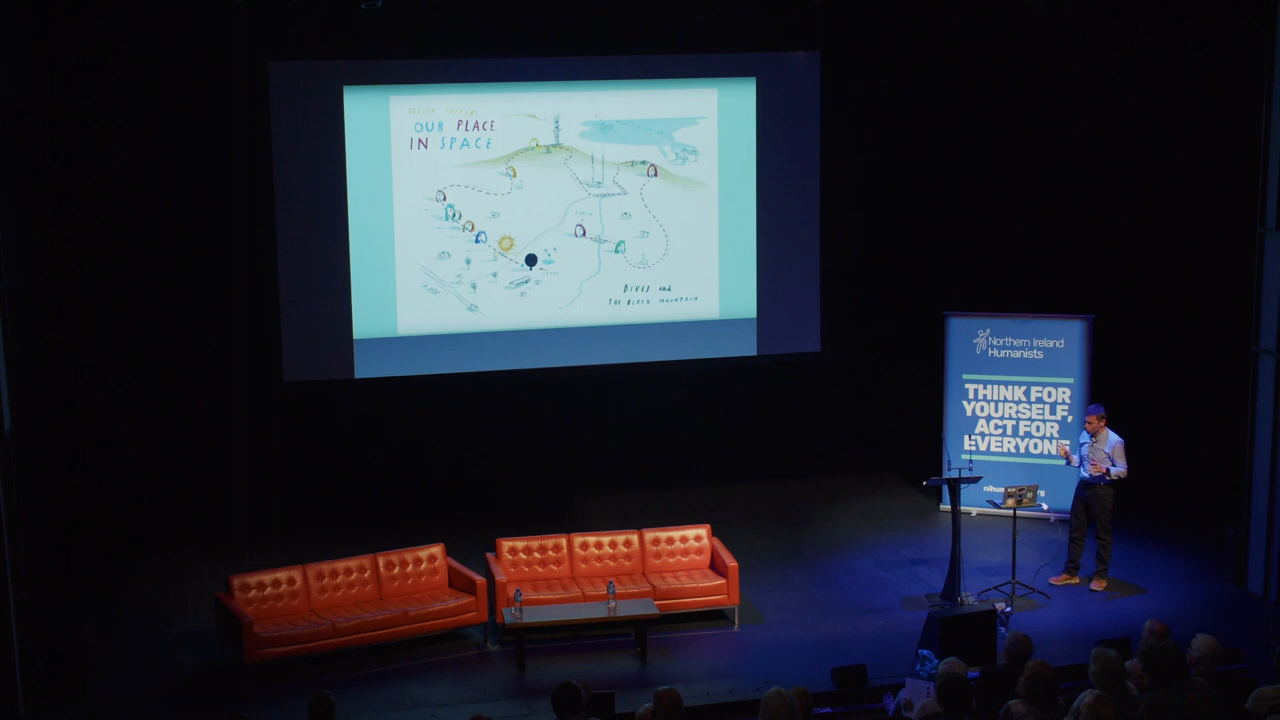 OUR PLACE
IN SPACE
DIVIS and
THE BLACK MOUNTAIN
Northern Ireland
Humanists
THINK FOR
YOURSELF,
ACT FOR
EVERYONE